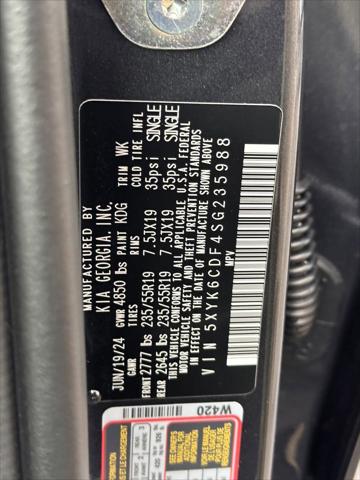 MANUFACTURED BY
KIA GEORGIA, INC.
JUN/19/24 GVWR 4850 lbs PAINT KDG TRIM WK
TIRES COLD TIRE INFL
FRONT 2777 lbs 235/55R19 7.5JX19 35psi SINGLE
REAR 2645 lbs 235/55R19 7.5JX19 35psi SINGLE
THIS VEHICLE CONFORMS TO ALL APPLICABLE U.S.A. FEDERAL
MOTOR VEHICLE SAFETY AND THEFT PREVENTION STANDARDS
IN EFFECT ON THE DATE OF MANUFACTURE SHOWN ABOVE
VIN 5XYK6CDF4SG235988
MPV
W420